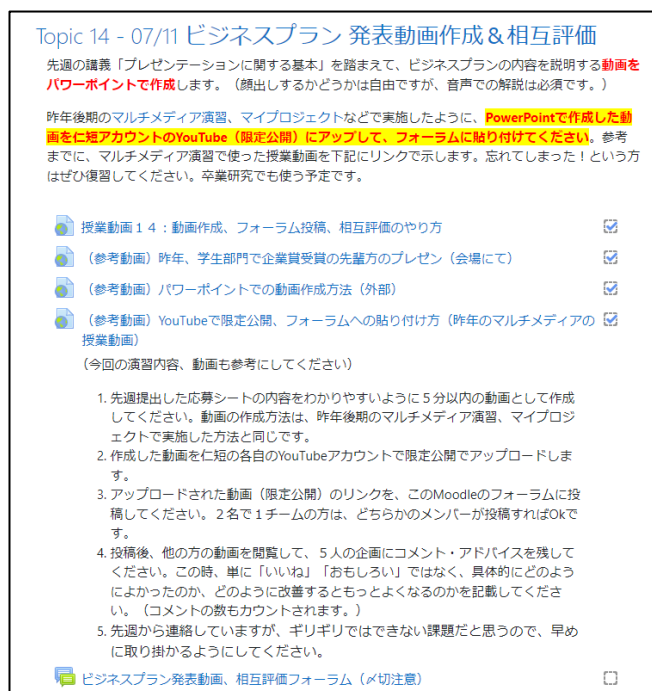 Topic 14 - 07/11 ビジネスプラン 発表動画作成＆相互評価
先週の講義「プレゼンテーションに関する基本」を踏まえて、ビジネスプランの内容を説明する動画を
パワーポイントで作成します。（顔出しするかどうかは自由ですが、音声での解説は必須です。）
昨年後期のマルチメディア演習、マイプロジェクトなどで実施したように、PowerPointで作成した動
画を仁短アカウントのYouTube（限定公開）にアップして、フォーラムに貼り付けてください。参考
までに、マルチメディア演習で使った授業動画を下記にリンクで示します。忘れてしまった！という方
はぜひ復習してください。卒業研究でも使う予定です。
授業動画１４：動画作成、フォーラム投稿、相互評価のやり方
（参考動画）昨年、学生部門で企業賞受賞の先輩方のプレゼン（会場にて）
（参考動画）パワーポイントでの動画作成方法（外部）
（参考動画）YouTubeで限定公開、フォーラムへの貼り付け方（昨年のマルチメディアの
授業動画）
（今回の演習内容、動画も参考にしてください）
1. 先週提出した応募シートの内容をわかりやすいように５分以内の動画として作成
してください。動画の作成方法は、昨年後期のマルチメディア演習、マイプロジ
ェクトで実施した方法と同じです。
2. 作成した動画を仁短の各自のYouTubeアカウントで限定公開でアップロードしま
す。
3. アップロードされた動画（限定公開）のリンクを、このMoodleのフォーラムに投
稿してください。２名で１チームの方は、どちらかのメンバーが投稿すればOkで
す。
4. 投稿後、他の方の動画を閲覧して、５人の企画にコメント・アドバイスを残して
ください。この時、単に「いいね」「おもしろい」ではなく、具体的にどのよう
によかったのか、どのように改善するともっとよくなるのかを記載してくださ
い。（コメントの数もカウントされます。）
5. 先週から連絡していますが、ギリギリではできない課題だと思うので、早め
に取り掛かるようにしてください。
ビジネスプラン発表動画、相互評価フォーラム（〆切注意）